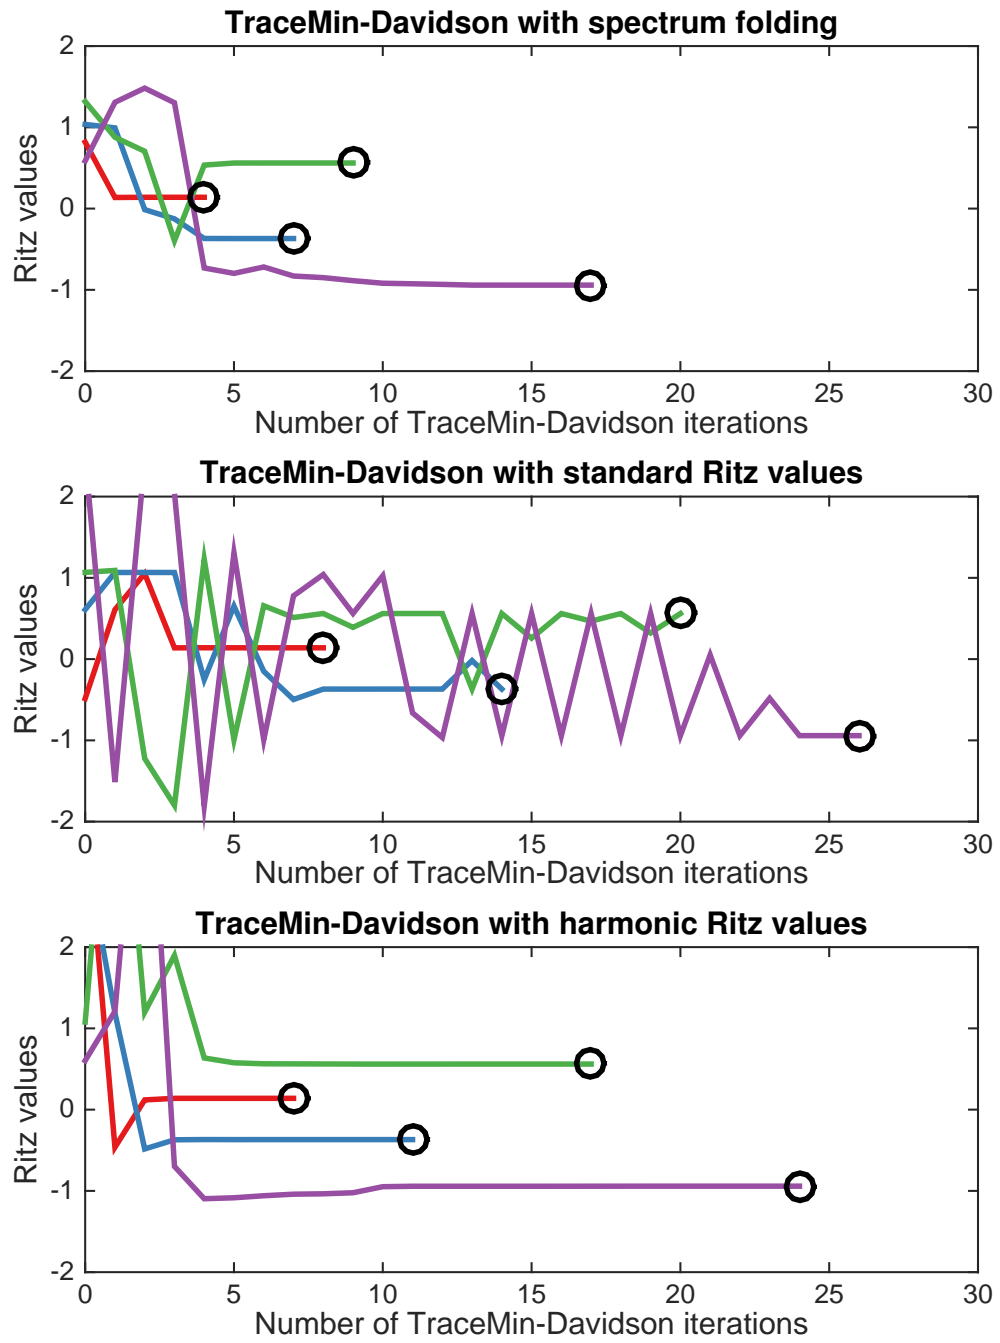 TraceMin-Davidson with spectrum folding
2
1
0
-1
-2
Ritz values
0 5 10 15 20 25 30
Number of TraceMin-Davidson iterations
TraceMin-Davidson with standard Ritz values
2
1
0
-1
-2
Ritz values
0 5 10 15 20 25 30
Number of TraceMin-Davidson iterations
TraceMin-Davidson with harmonic Ritz values
2
1
0
-1
-2
Ritz values
0 5 10 15 20 25 30
Number of TraceMin-Davidson iterations